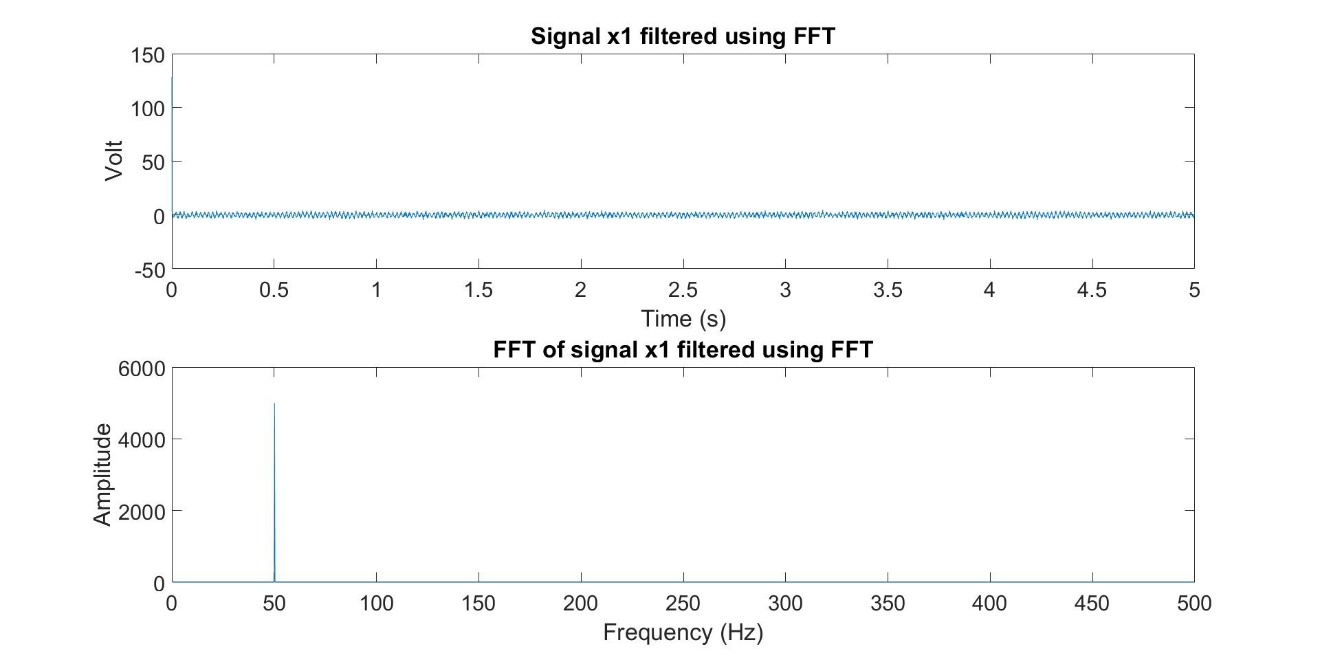 Signal x1 filtered using FFT
150
100
50
0
-50
Volt
0 0.5 1 1.5 2 2.5 3 3.5 4 4.5 5
Time (s)
FFT of signal x1 filtered using FFT
6000
4000
2000
0
Amplitude
0 50 100 150 200 250 300 350 400 450 500
Frequency (Hz)